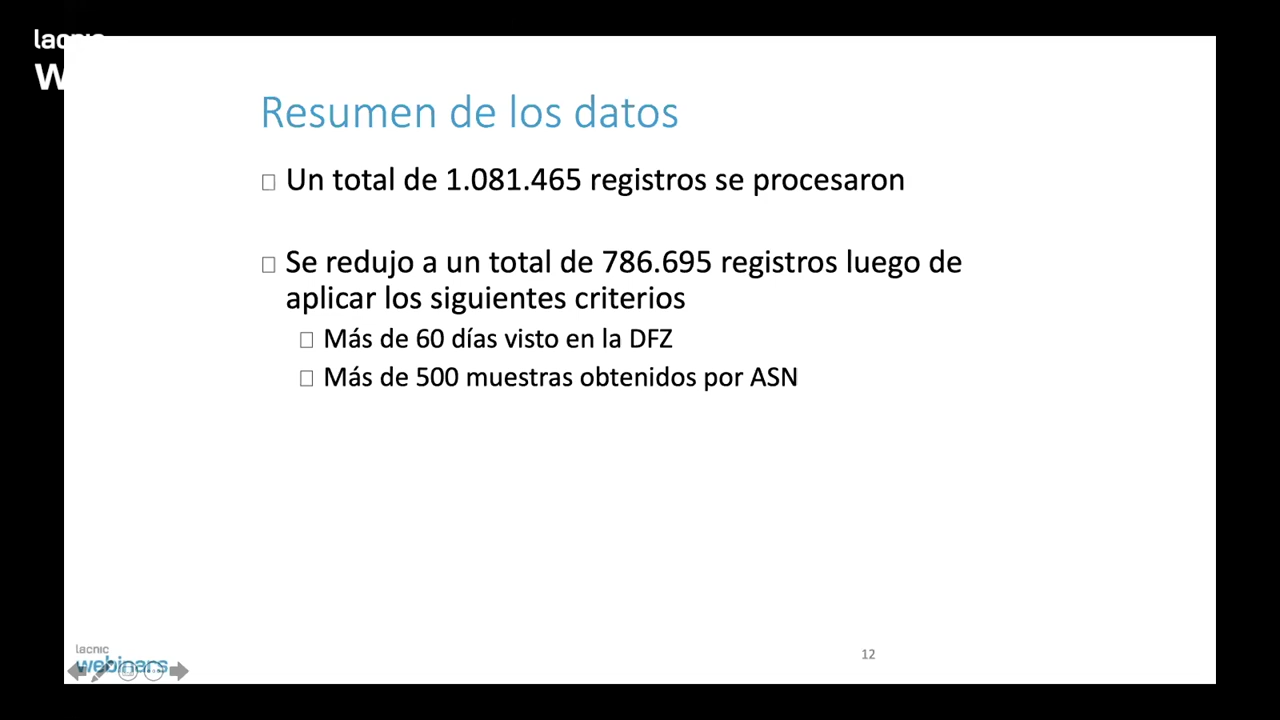 lacnic
W
Resumen de los datos
Un total de 1.081.465 registros se procesaron
Se redujo a un total de 786.695 registros luego de
aplicar los siguientes criterios
Más de 60 días visto en la DFZ
Más de 500 muestras obtenidos por ASN
lacnic
webinars
12